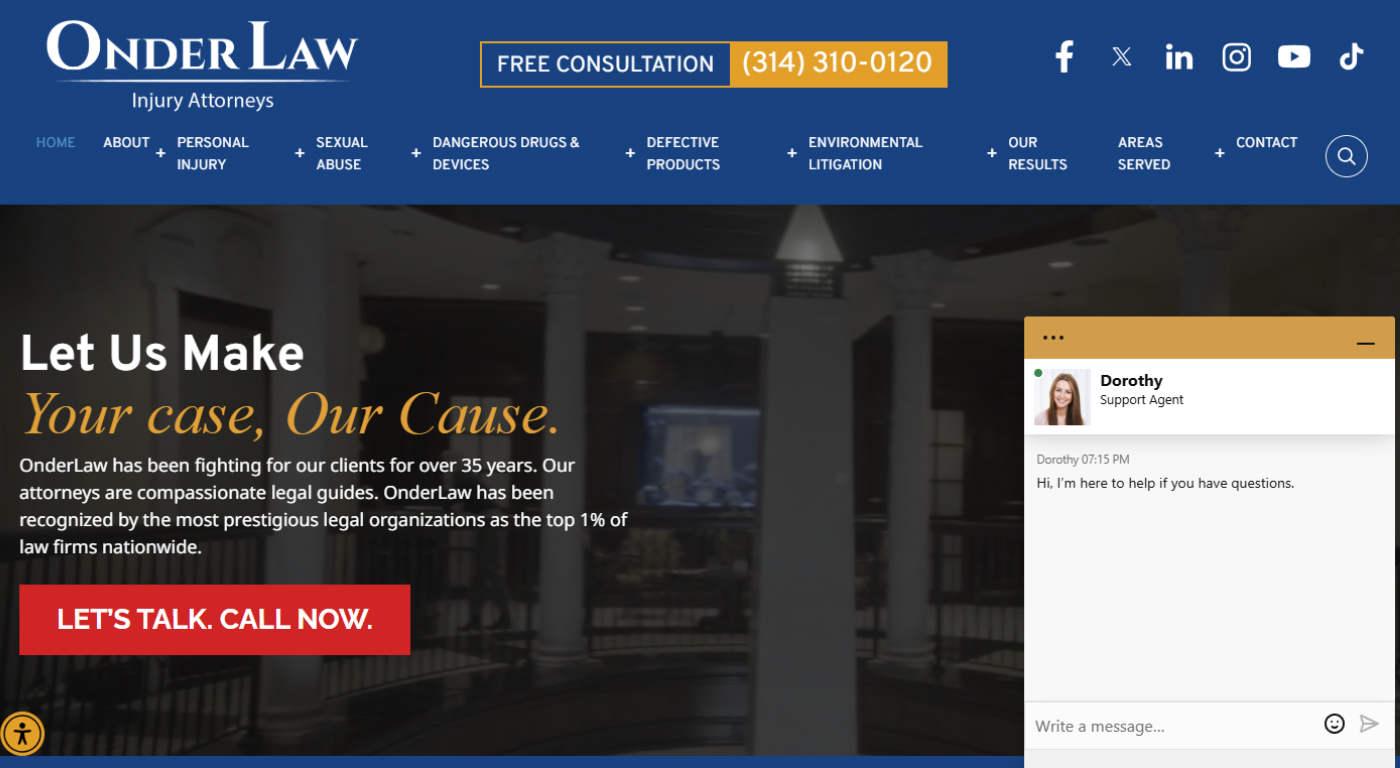 ONDER LAW
Injury Attorneys
FREE CONSULTATION (314) 310-0120
HOME
ABOUT
PERSONAL
INJURY
SEXUAL
ABUSE
DANGEROUS DRUGS &
DEVICES
DEFECTIVE
PRODUCTS
ENVIRONMENTAL
LITIGATION
OUR
RESULTS
AREAS
SERVED
CONTACT
Let Us Make
Your case, Our Cause.
OnderLaw has been fighting for our clients for over 35 years. Our
attorneys are compassionate legal guides. OnderLaw has been
recognized by the most prestigious legal organizations as the top 1% of
law firms nationwide.
LET'S TALK. CALL NOW.
Dorothy
Support Agent
Dorothy 07:15 PM
Hi, I'm here to help if you have questions.
Write a message...